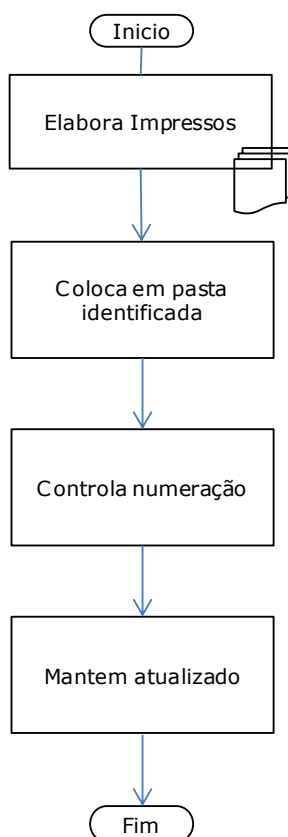 Inicio
Elabora Impressos
Coloca em pasta
identificada
Controla numeração
Mantem atualizado
Fim